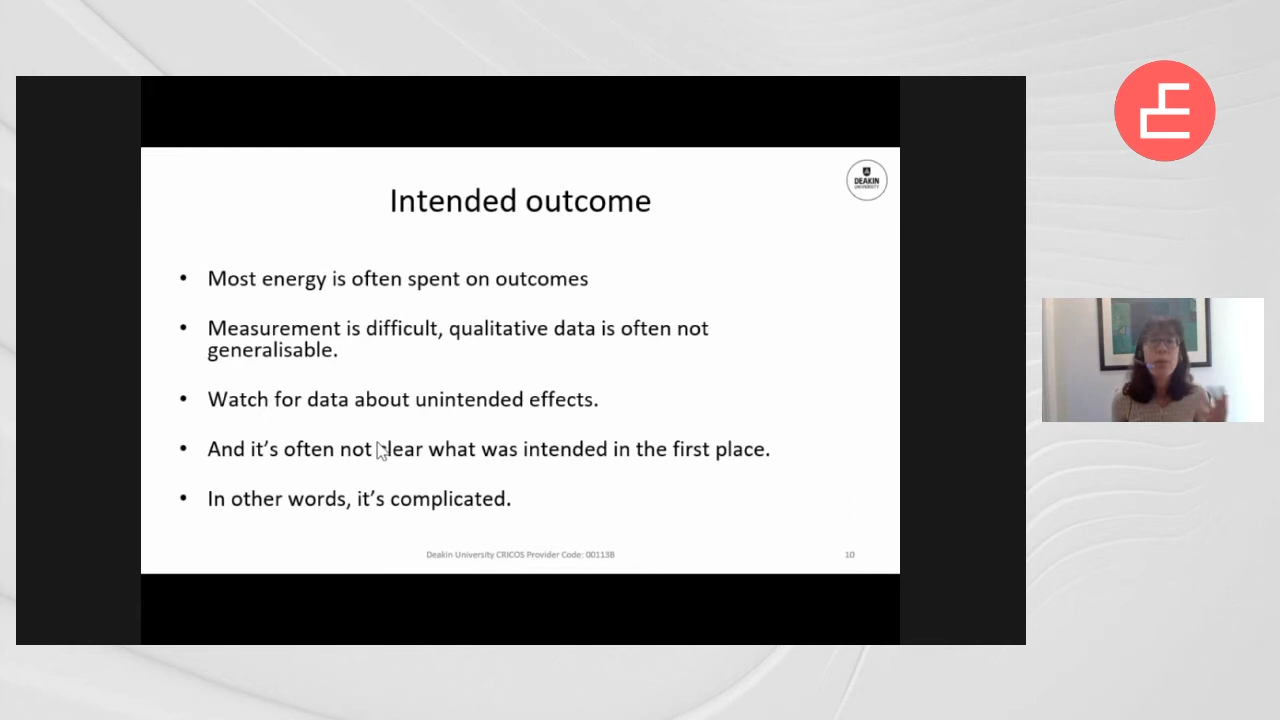 DEAKIN
UNIVERSITY
Intended outcome
• Most energy is often spent on outcomes
• Measurement is difficult, qualitative data is often not
generalisable.
• Watch for data about unintended effects.
• And it’s often not clear what was intended in the first place.
• In other words, it’s complicated.
Deakin University CRICOS Provider Code: 00113B
10